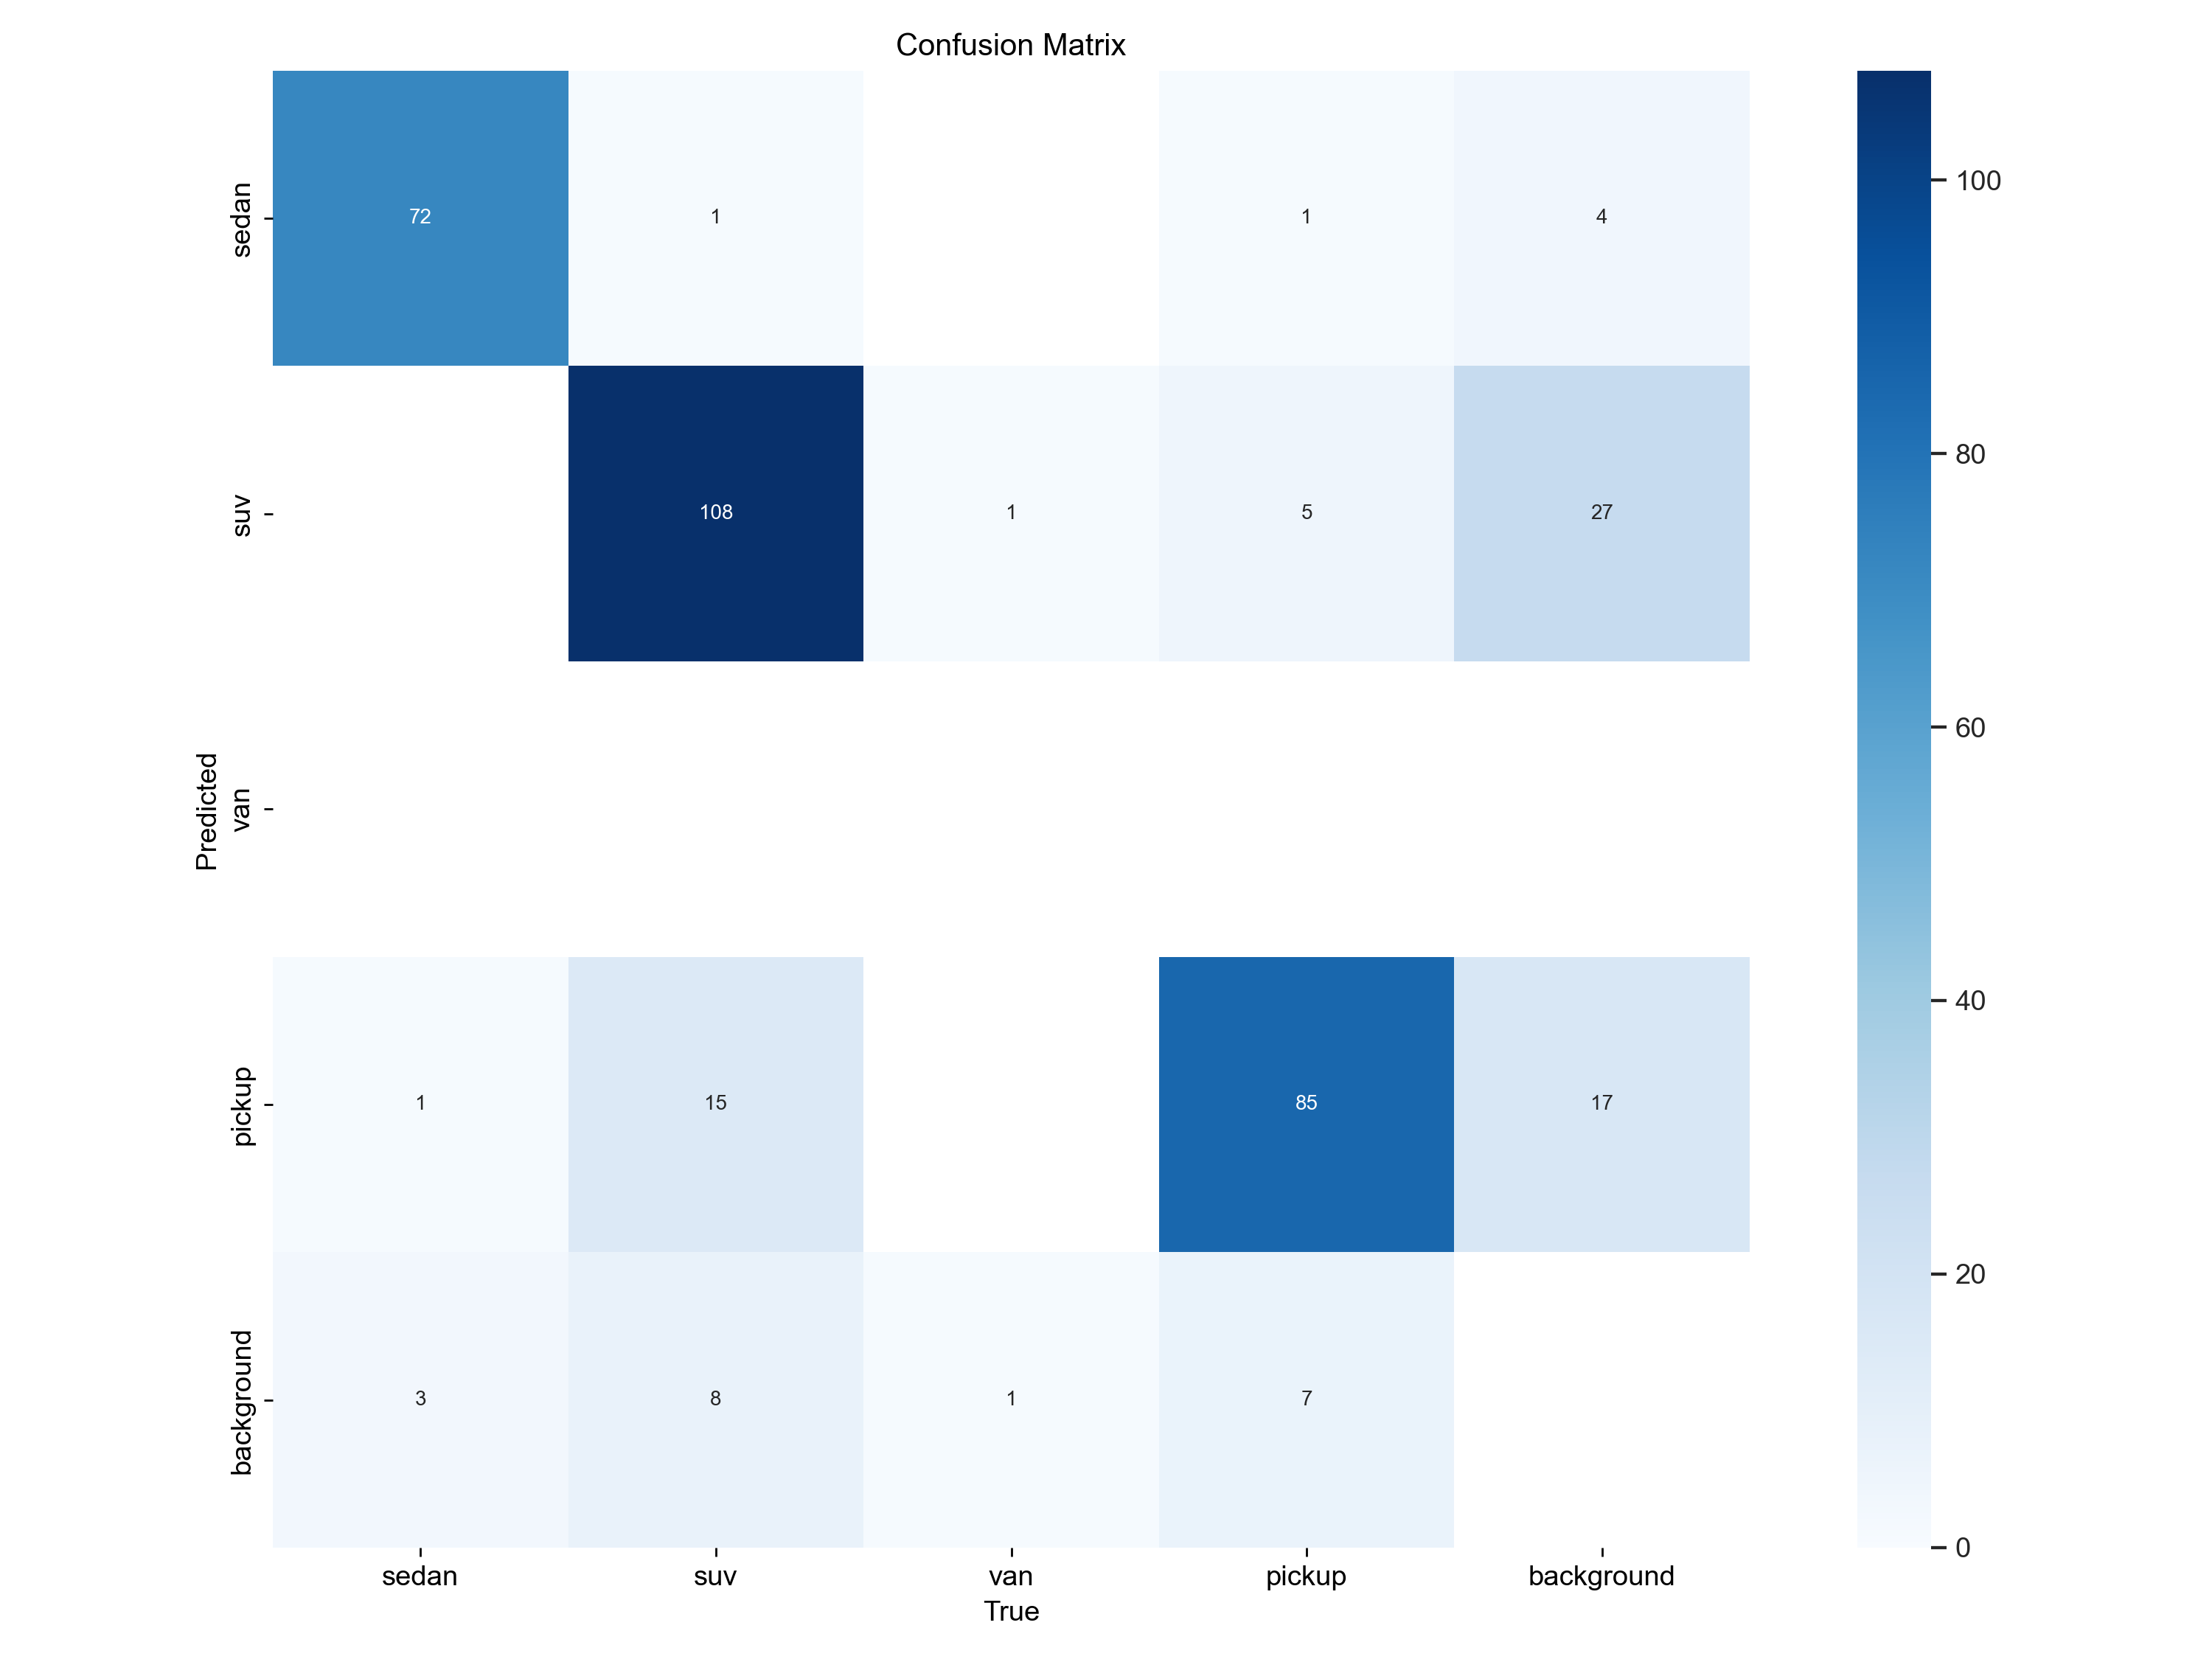 Confusion Matrix
sedan
72
1
1
4
100
suv
108
1
5
27
80
60
Predicted
van
pickup
1
15
85
17
40
background
3
8
1
7
20
0
sedan
suv
van
pickup
background
True